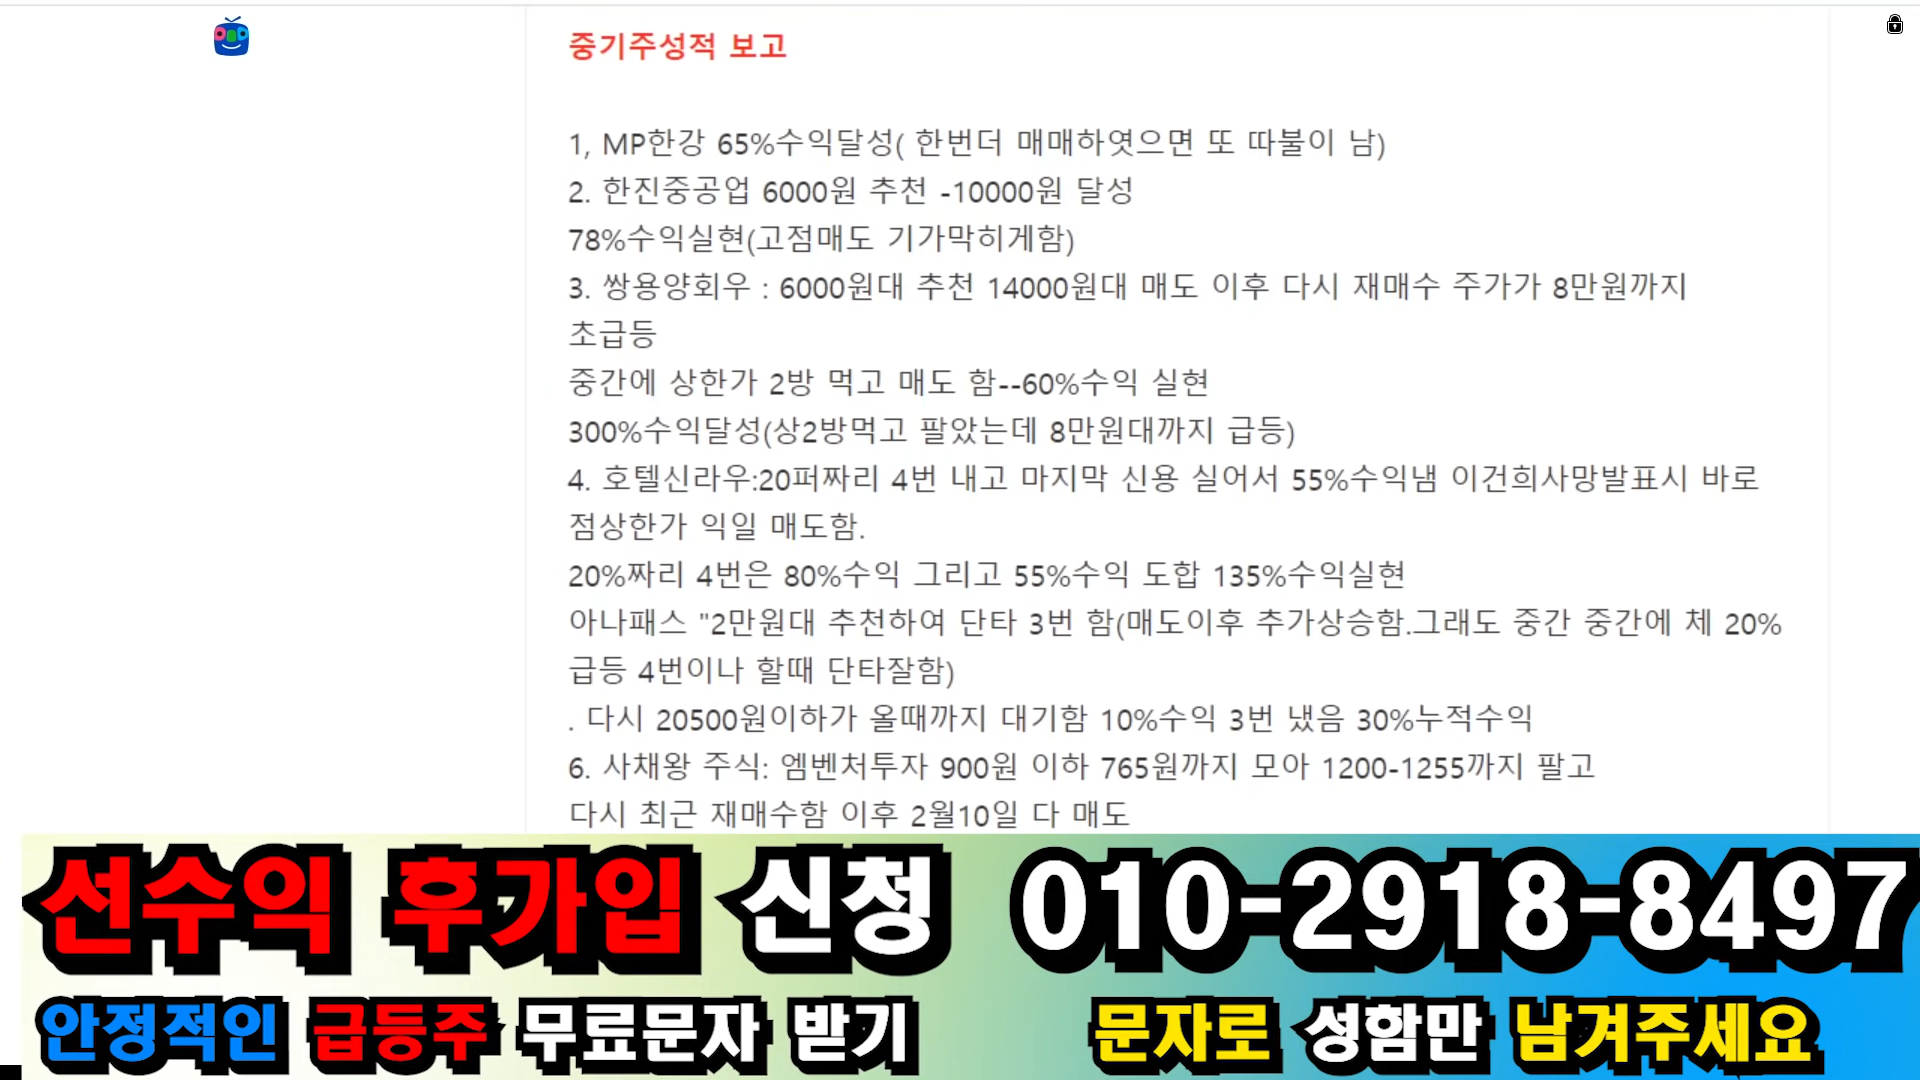 중기주성적 보고
1, MP한강 65%수익달성( 한번더 매매하엿으면 또 따불이 남)
2. 한진중공업 6000원 추천 -10000원 달성
78%수익실현(고점매도 기가막히게함)
3. 쌍용양회우 : 6000원대 추천 14000원대 매도 이후 다시 재매수 주가가 8만원까지
초급등
중간에 상한가 2방 먹고 매도 함--60%수익 실현
300%수익달성(상2방먹고 팔았는데 8만원대까지 급등)
4. 호텔신라우:20퍼짜리 4번 내고 마지막 신용 실어서 55%수익냄 이건희사망발표시 바로
점상한가 익일 매도함.
20%짜리 4번은 80%수익 그리고 55%수익 도합 135%수익실현
아나패스 "2만원대 추천하여 단타 3번 함(매도이후 추가상승함.그래도 중간 중간에 체 20%
급등 4번이나 할때 단타잘함)
. 다시 20500원이하가 올때까지 대기함 10%수익 3번 냈음 30%누적수익
6. 사채왕 주식: 엠벤처투자 900원 이하 765원까지 모아 1200-1255까지 팔고
다시 최근 재매수함 이후 2월10일 다 매도
선수익 후가입 신청 010-2918-8497
안정적인 급등주 무료문자 받기 문자로 성함만 남겨주세요